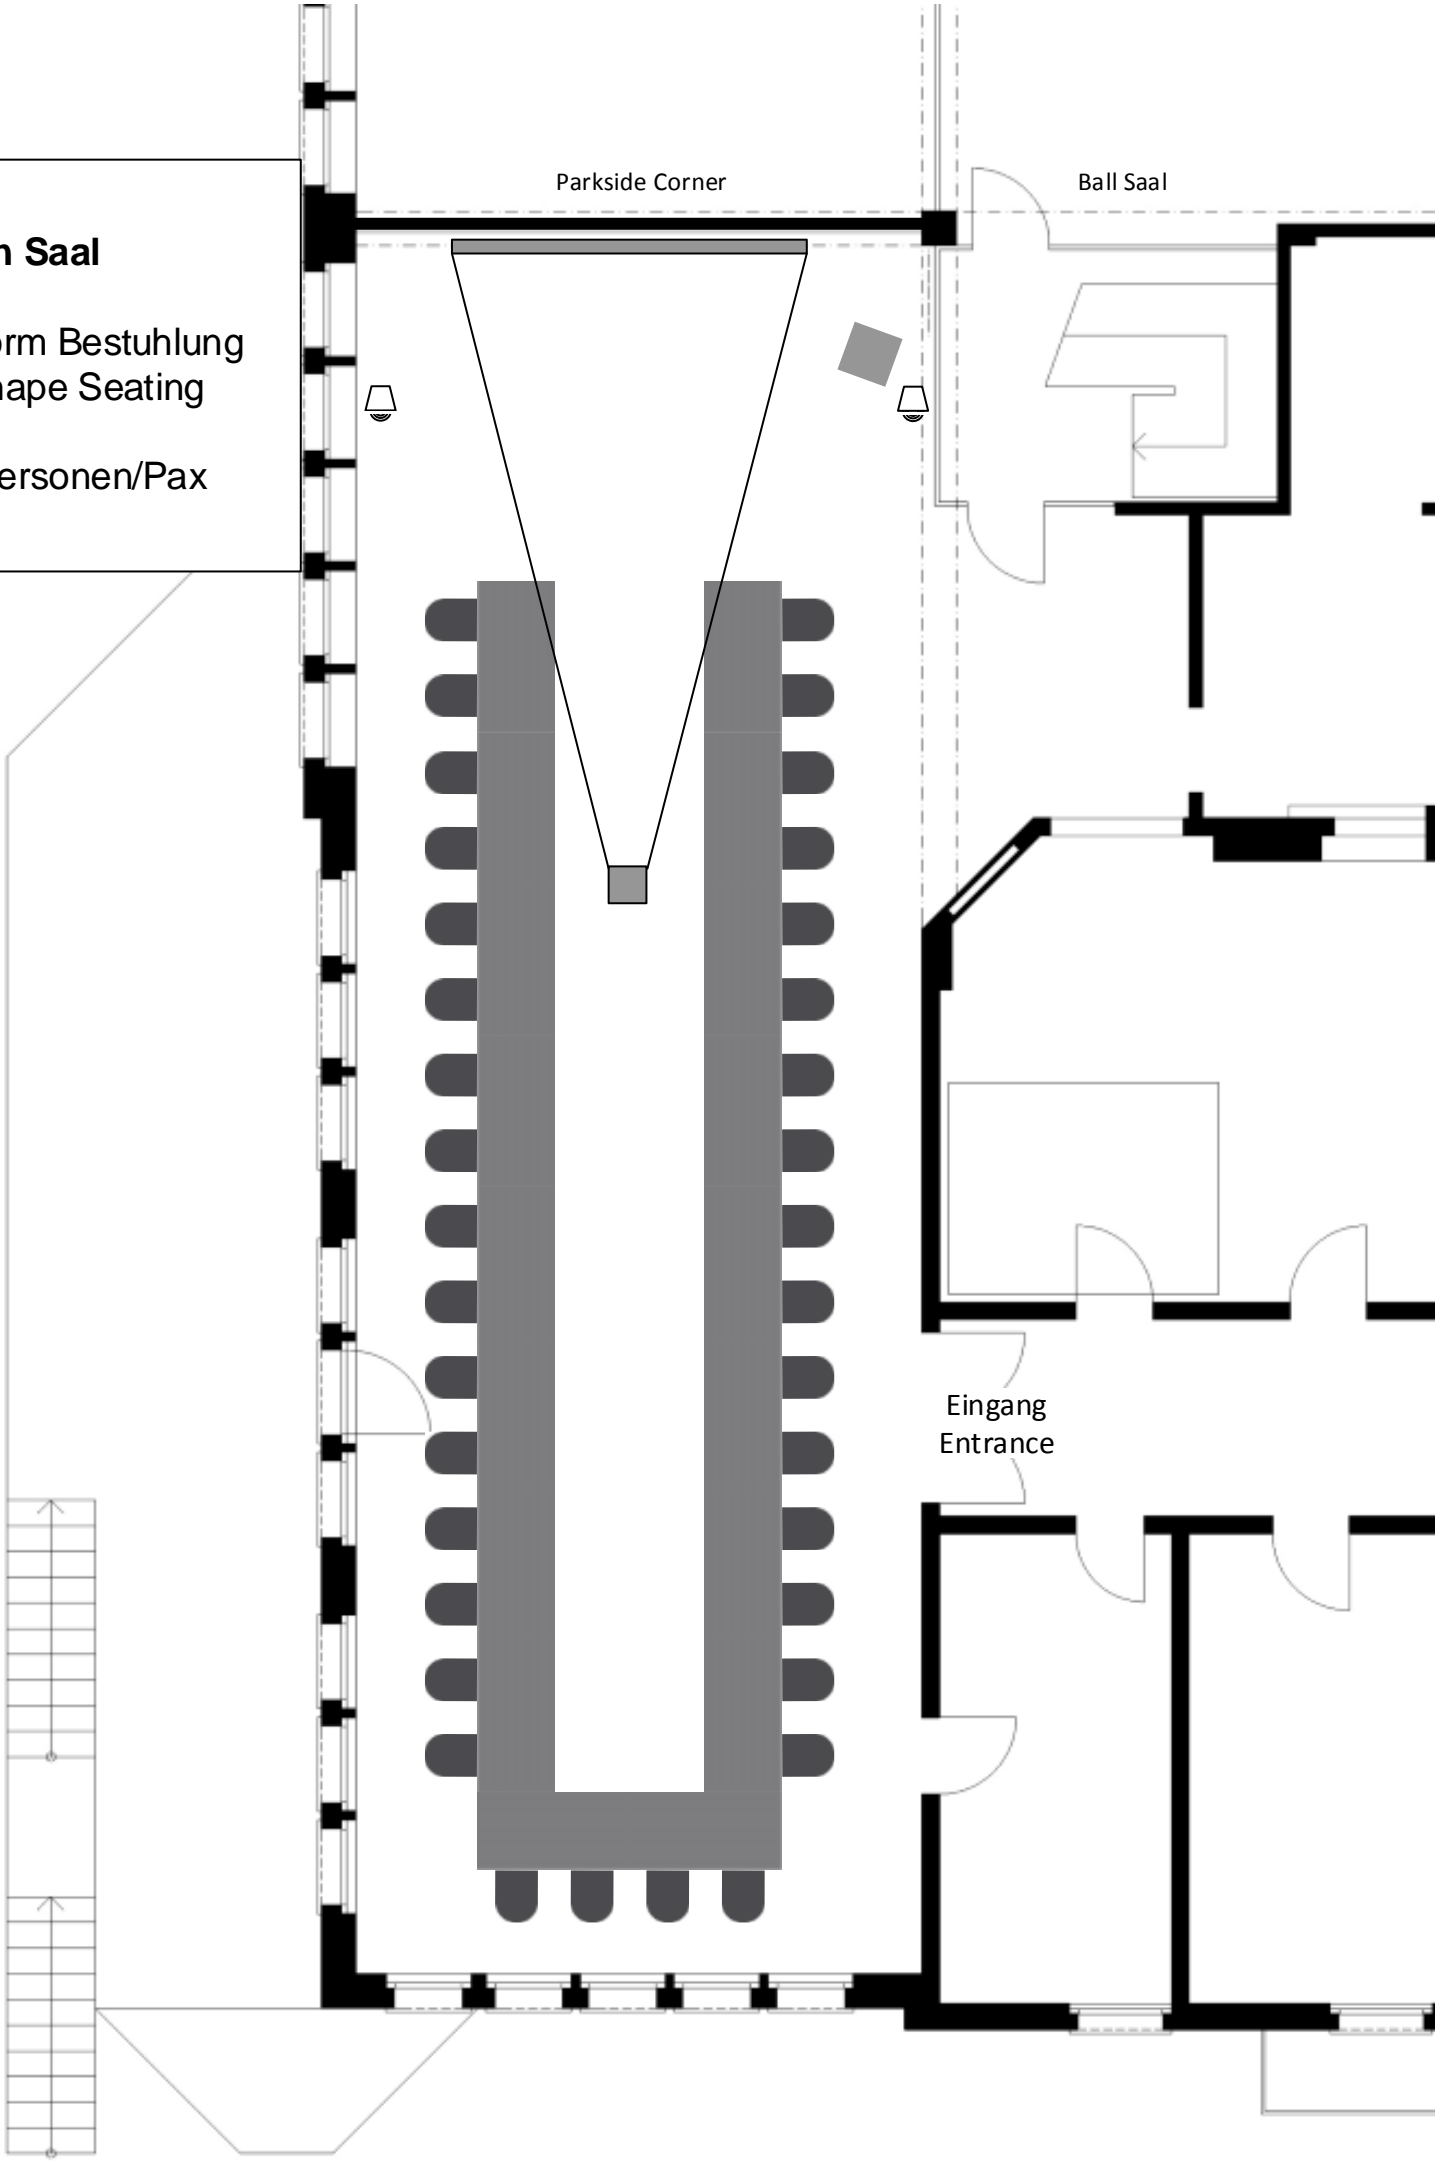 Parkside Corner
Ball Saal
n Saal
orm Bestuhlung
hape Seating
ersonen/Pax
Eingang
Entrance